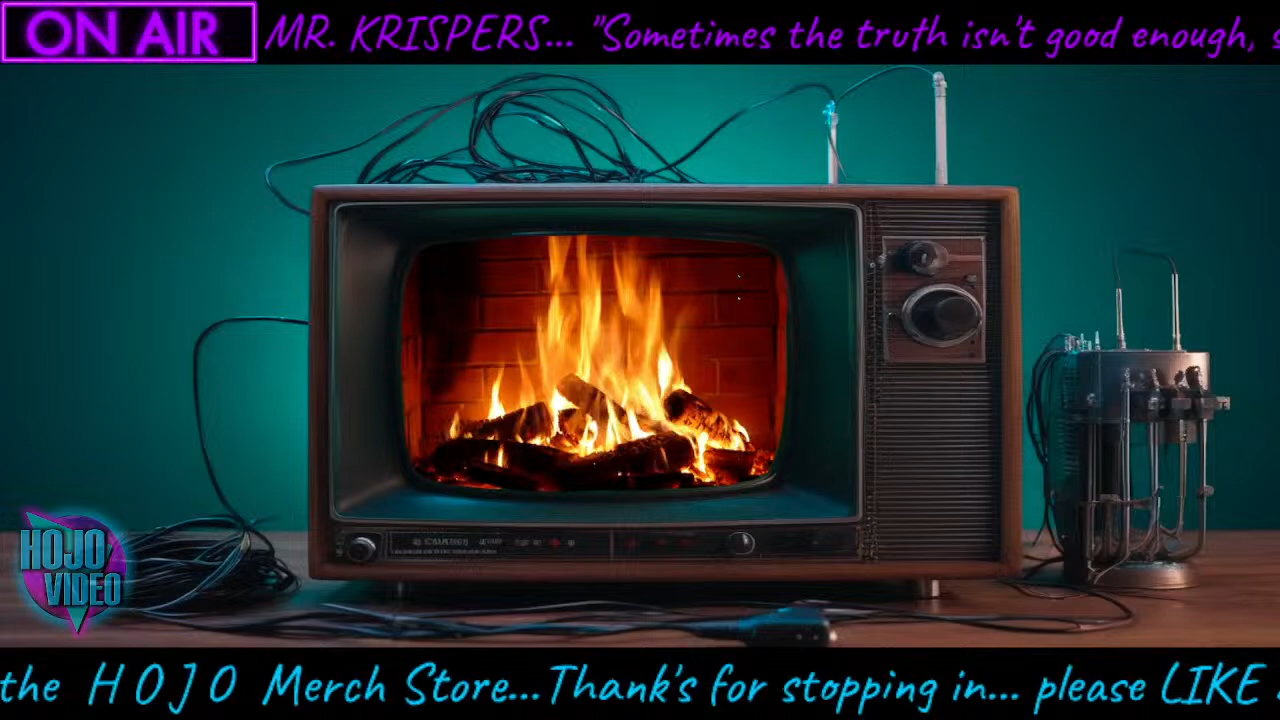 ON AIR
MR. KRISPERS... "Sometimes the truth isn't good enough,
HOJO
VIDEO
the H O J O Merch Store...Thank's for stopping in... please LIKE